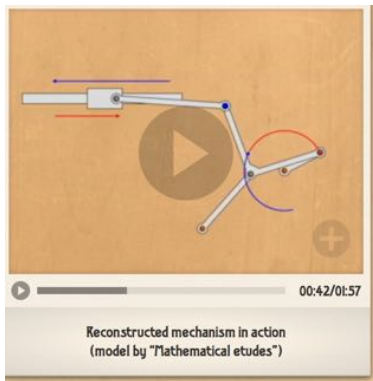 00:42/01:57
Reconstructed mechanism in action
(model by "Mathematical etudes")